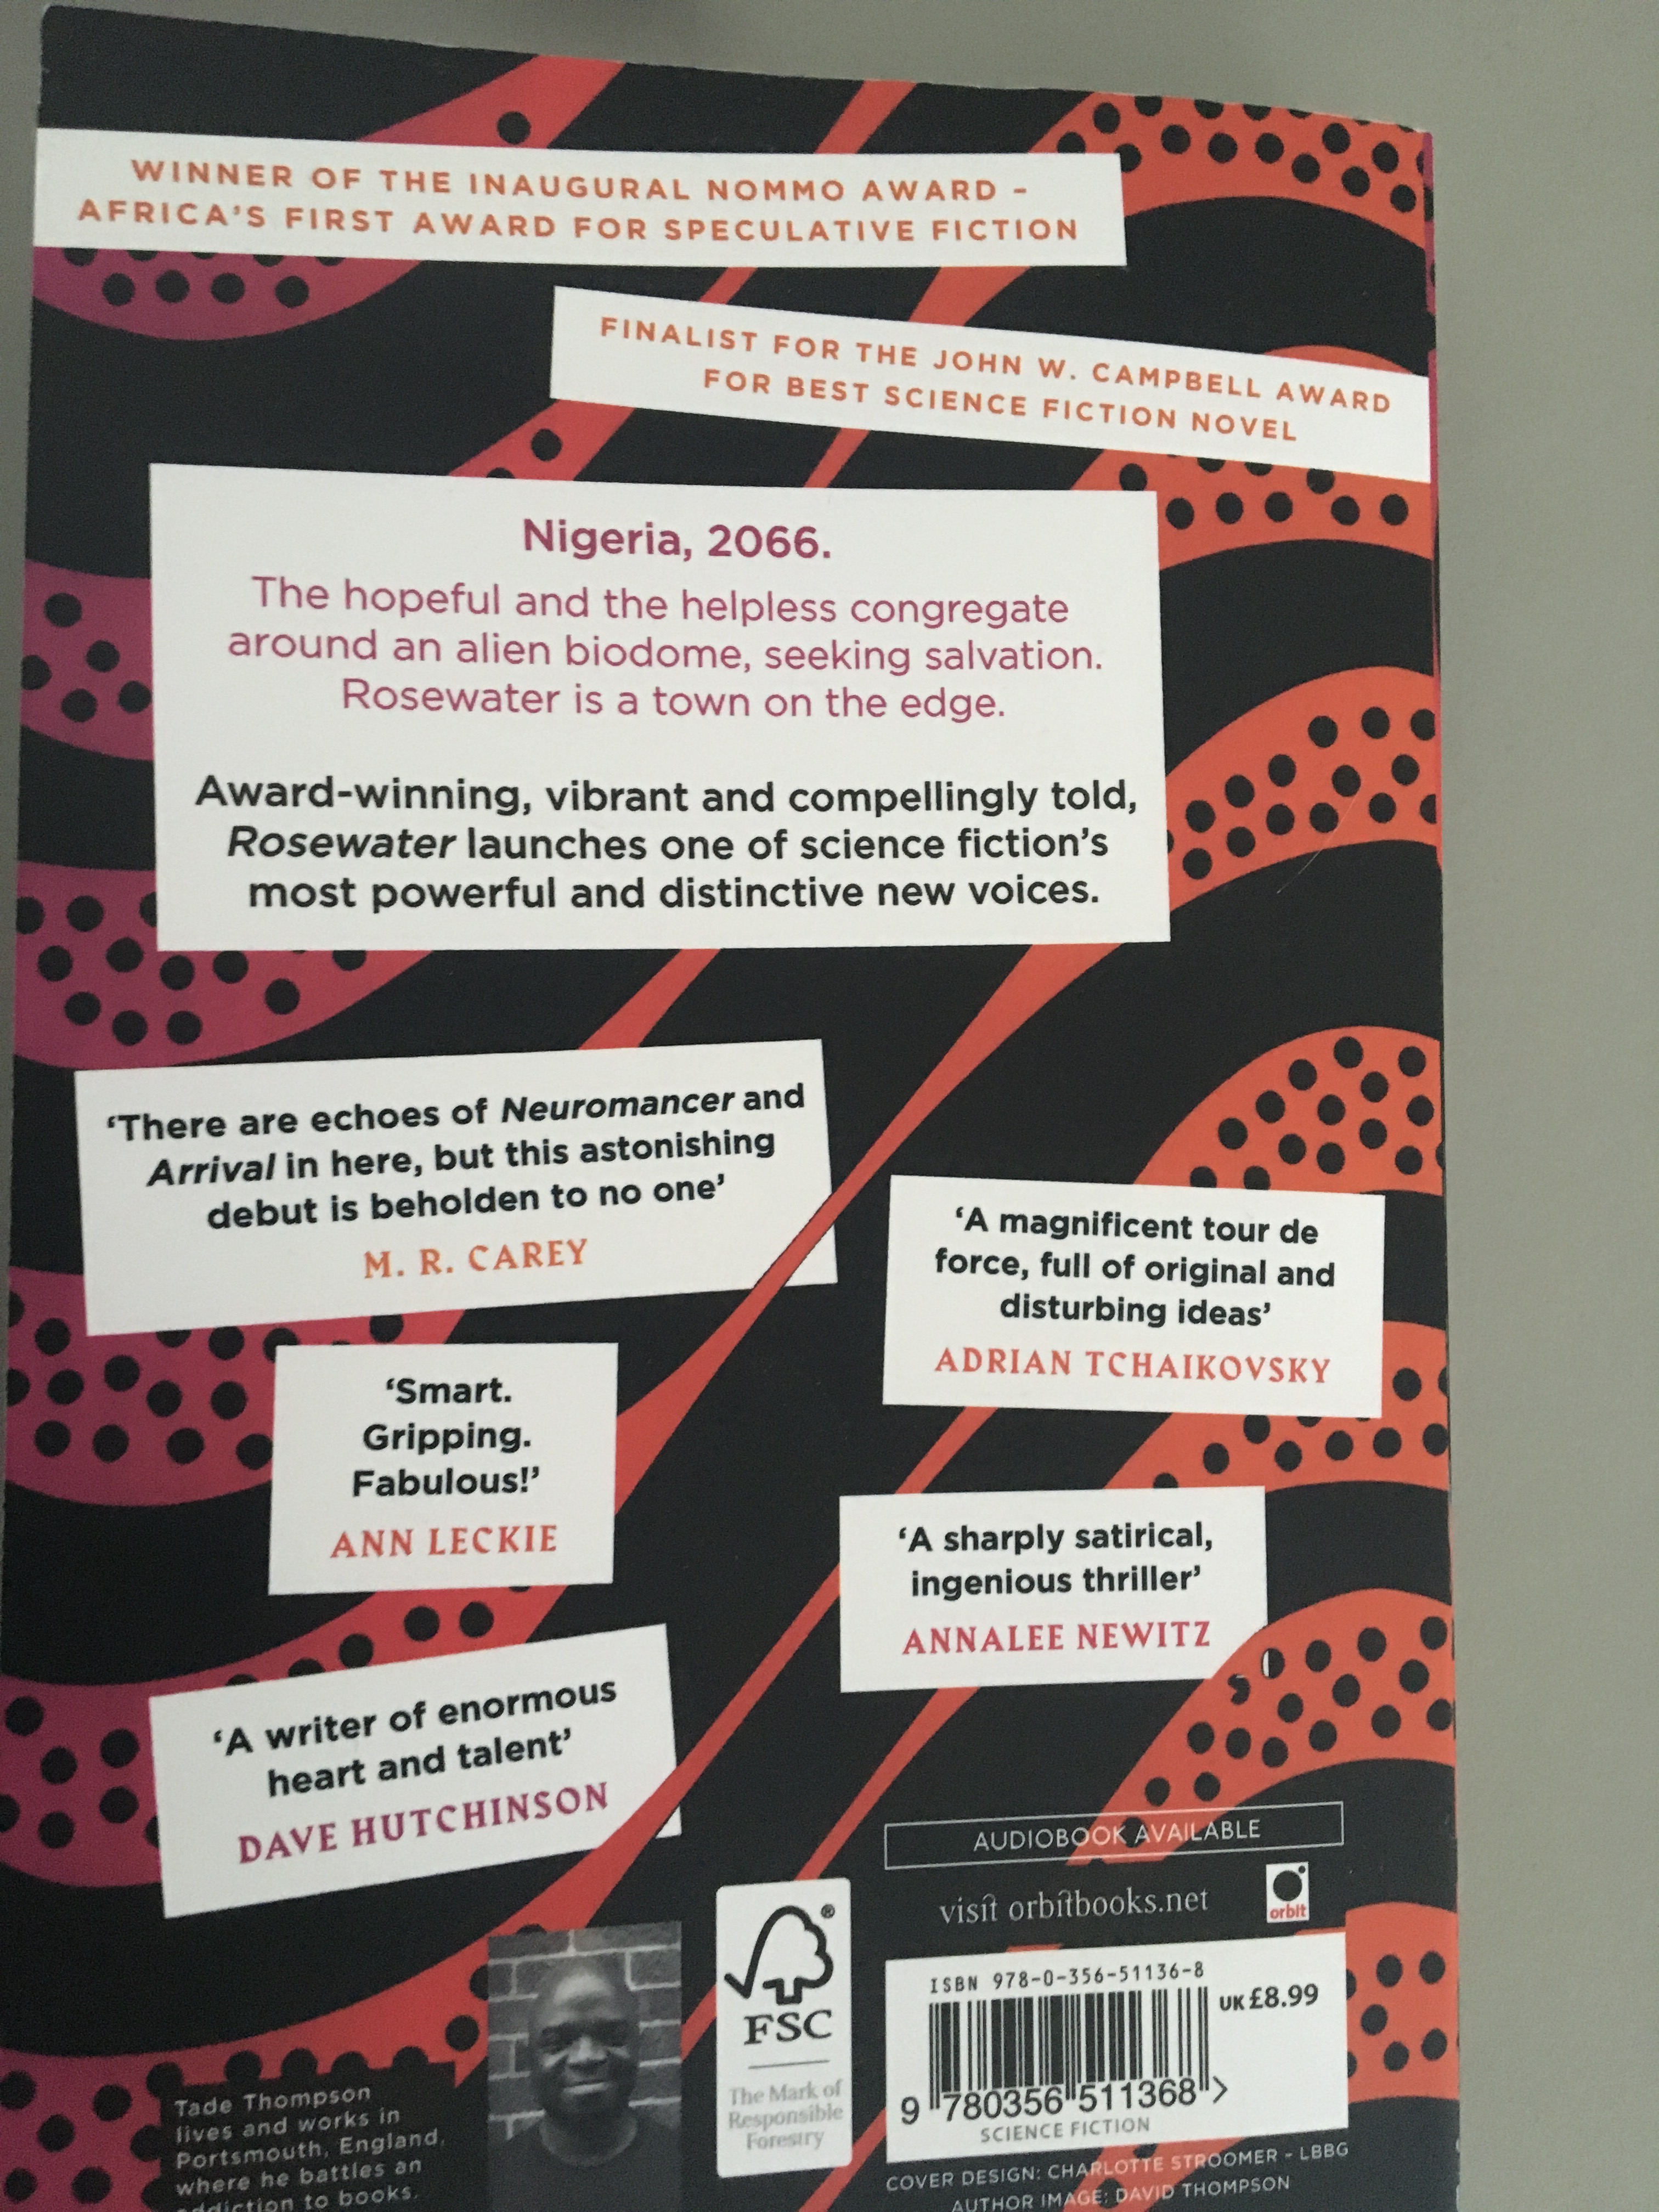 WINNER OF THE INAUGURAL NOMMO AWARD –
AFRICA'S FIRST AWARD FOR SPECULATIVE FICTION
FINALIST FOR THE JOHN W. CAMPBELL AWARD
FOR BEST SCIENCE FICTION NOVEL
Nigeria, 2066.
The hopeful and the helpless congregate
around an alien biodome, seeking salvation.
Rosewater is a town on the edge.
Award-winning, vibrant and compellingly told,
Rosewater launches one of science fiction's
most powerful and distinctive new voices.
'There are echoes of Neuromancer and
Arrival in here, but this astonishing
debut is beholden to no one'
M. R. CAREY
'A magnificent tour de
force, full of original and
disturbing ideas'
ADRIAN TCHAIKOVSKY
'Smart.
Gripping.
Fabulous!'
ANN LECKIE
'A sharply satirical,
ingenious thriller'
ANNALEE NEWITZ
'A writer of enormous
heart and talent'
DAVE HUTCHINSON
Tade Thompson
lives and works in
Portsmouth, England,
where he battles an
addiction to books.
®
FSC
The Mark of
Responsible
Forestry
AUDIOBOOK AVAILABLE
visit orbitbooks.net
orbit
ISBN 978-0-356-51136-8
UK £8.99
9 780356 511368 >
SCIENCE FICTION
COVER DESIGN: CHARLOTTE STROOMER – LBBG
AUTHOR IMAGE: DAVID THOMPSON